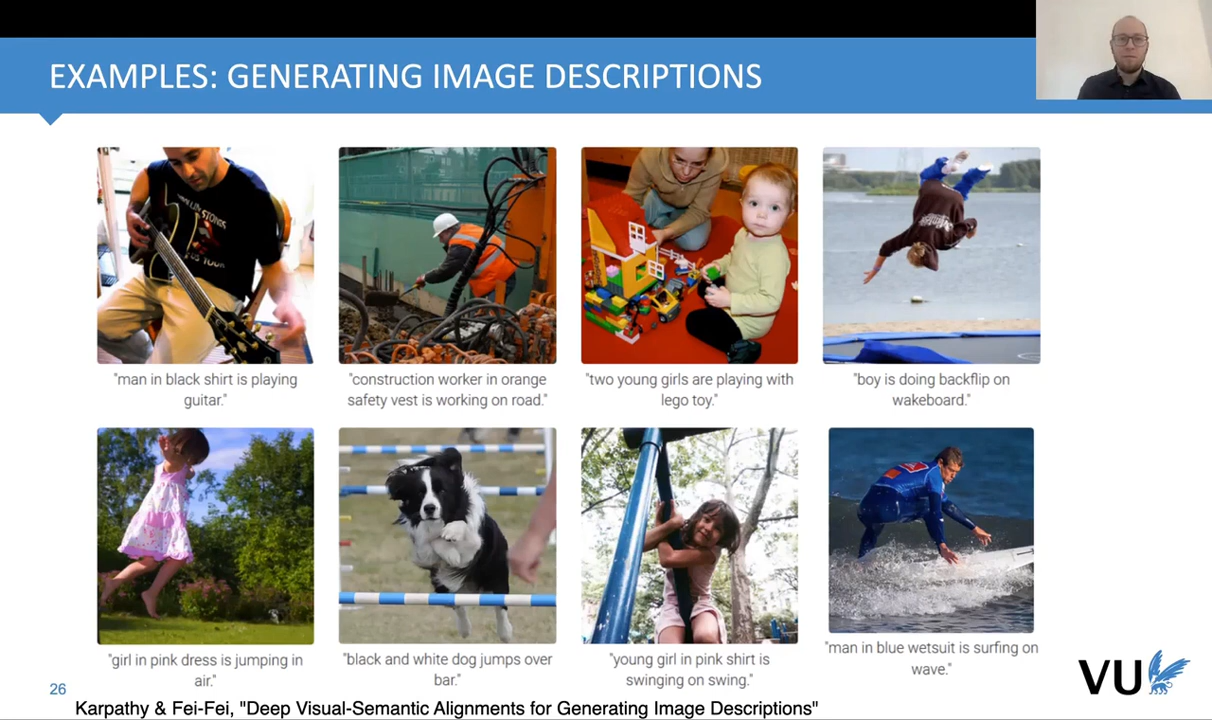 EXAMPLES: GENERATING IMAGE DESCRIPTIONS
"man in black shirt is playing
guitar."
"construction worker in orange
safety vest is working on road."
"two young girls are playing with
lego toy."
"boy is doing backflip on
wakeboard."
"girl in pink dress is jumping in
air."
"black and white dog jumps over
bar."
"young girl in pink shirt is
swinging on swing."
"man in blue wetsuit is surfing on
wave."
26
Karpathy & Fei-Fei, "Deep Visual-Semantic Alignments for Generating Image Descriptions"
VU